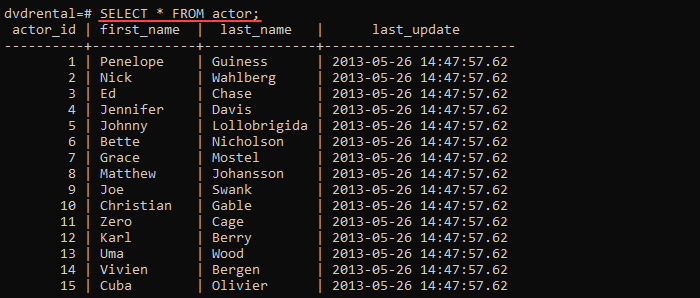 dvdrental=# SELECT * FROM actor;
 actor_id | first_name  |  last_name   |      last_update
----------+-------------+--------------+------------------------
        1 | Penelope    | Guiness      | 2013-05-26 14:47:57.62
        2 | Nick        | Wahlberg     | 2013-05-26 14:47:57.62
        3 | Ed          | Chase        | 2013-05-26 14:47:57.62
        4 | Jennifer    | Davis        | 2013-05-26 14:47:57.62
        5 | Johnny      | Lollobrigida | 2013-05-26 14:47:57.62
        6 | Bette       | Nicholson    | 2013-05-26 14:47:57.62
        7 | Grace       | Mostel       | 2013-05-26 14:47:57.62
        8 | Matthew     | Johansson    | 2013-05-26 14:47:57.62
        9 | Joe         | Swank        | 2013-05-26 14:47:57.62
       10 | Christian   | Gable        | 2013-05-26 14:47:57.62
       11 | Zero        | Cage         | 2013-05-26 14:47:57.62
       12 | Karl        | Berry        | 2013-05-26 14:47:57.62
       13 | Uma         | Wood         | 2013-05-26 14:47:57.62
       14 | Vivien      | Bergen       | 2013-05-26 14:47:57.62
       15 | Cuba        | Olivier      | 2013-05-26 14:47:57.62